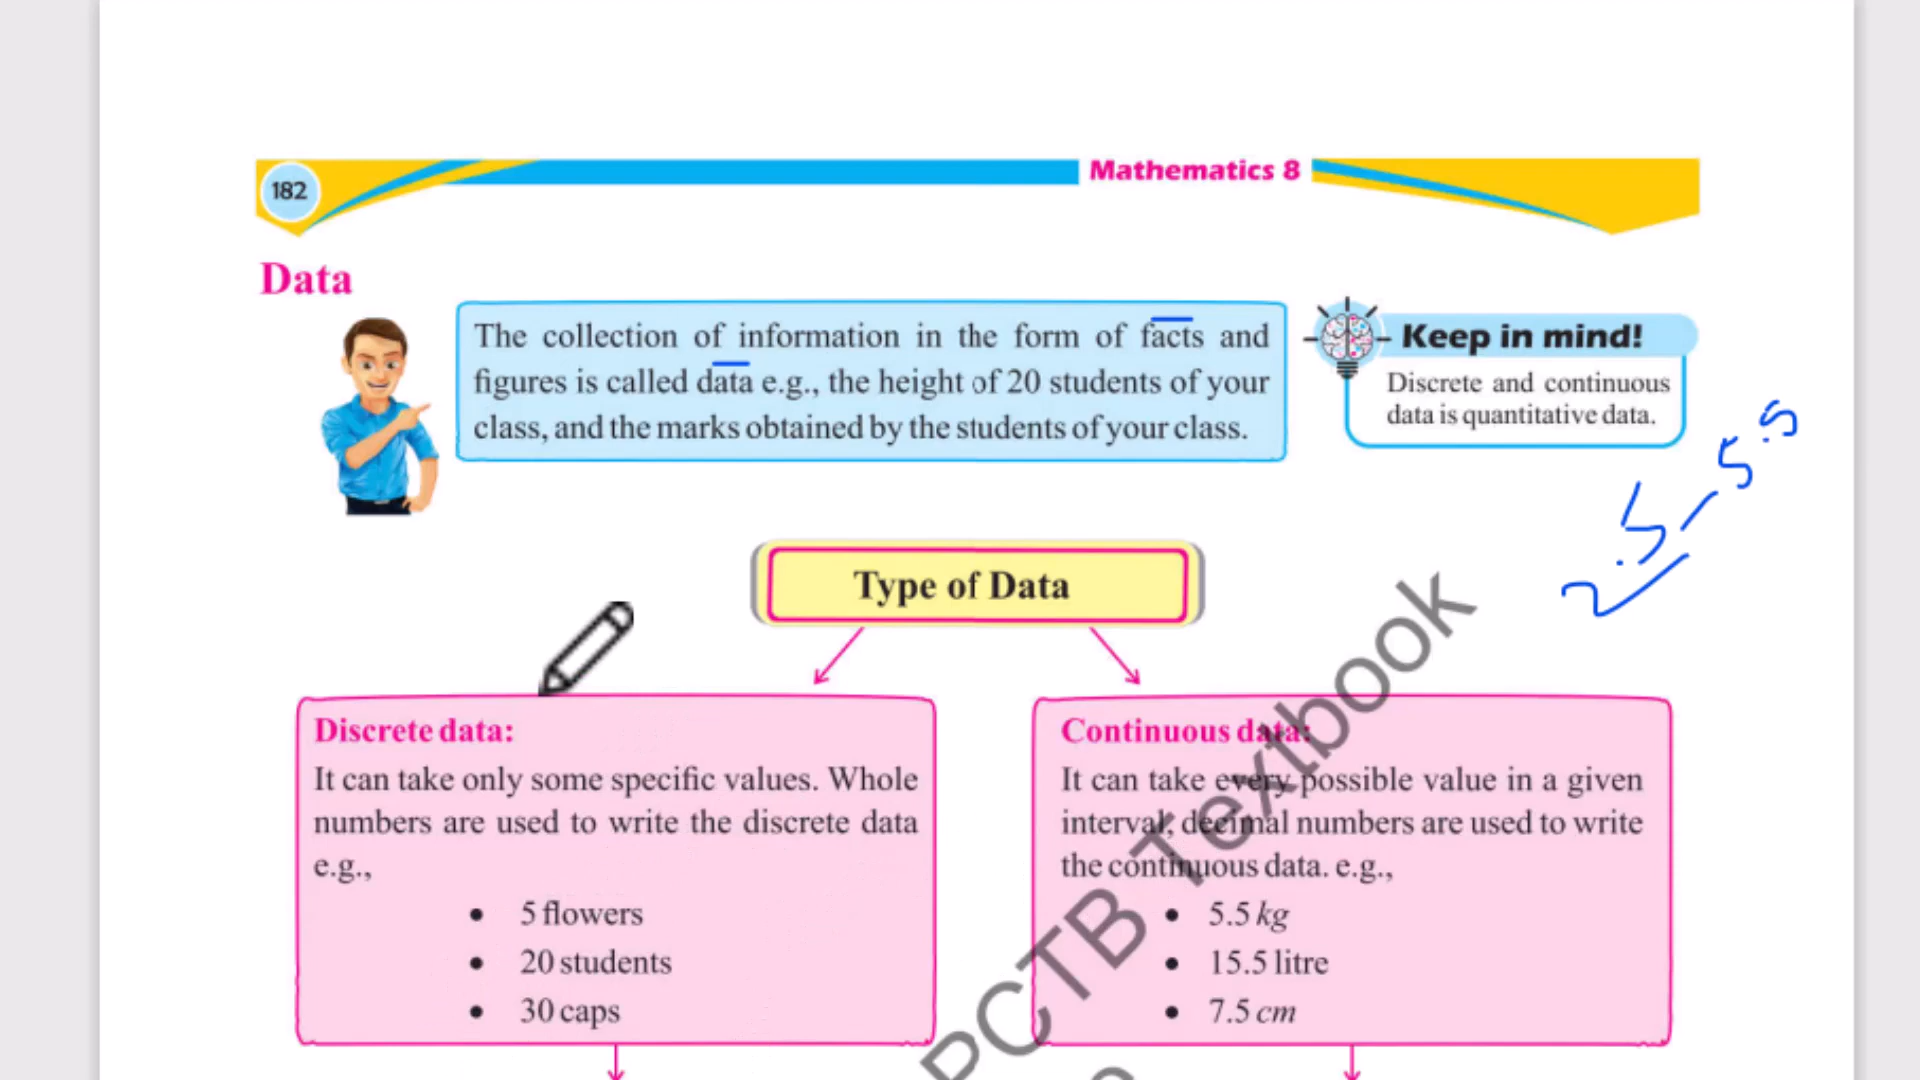 182
Mathematics 8
Data
The collection of information in the form of facts and
figures is called data e.g., the height of 20 students of your
class, and the marks obtained by the students of your class.
Keep in mind!
Discrete and continuous
data is quantitative data.
2.5 - 5.5
Type of Data
Discrete data:
It can take only some specific values. Whole
numbers are used to write the discrete data
e.g.,
• 5 flowers
• 20 students
• 30 caps
Continuous data:
It can take every possible value in a given
interval, decimal numbers are used to write
the continuous data. e.g.,
• 5.5 kg
• 15.5 litre
• 7.5 cm
PCTB Textbook